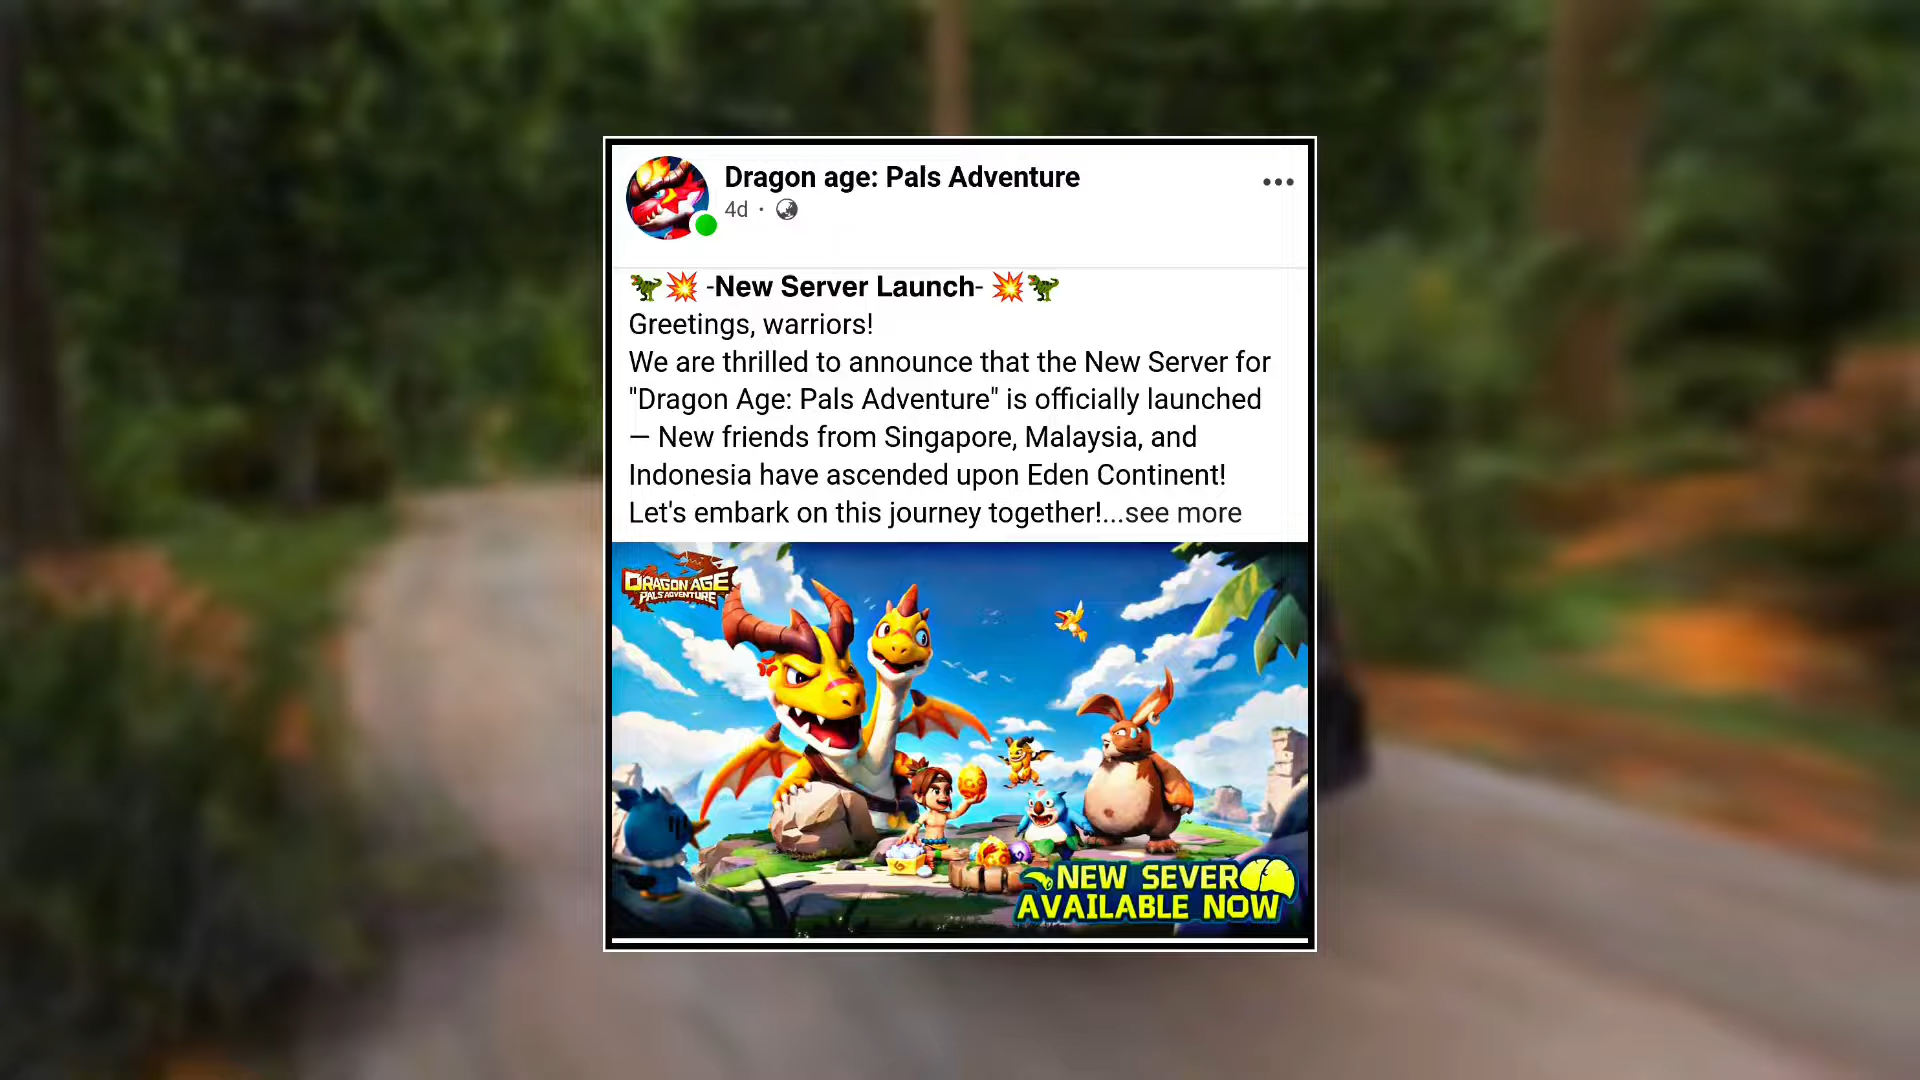 Dragon age: Pals Adventure
4d ·
🦖💥 -New Server Launch- 💥🦖
Greetings, warriors!
We are thrilled to announce that the New Server for
"Dragon Age: Pals Adventure" is officially launched
— New friends from Singapore, Malaysia, and
Indonesia have ascended upon Eden Continent!
Let's embark on this journey together!...see more
DRAGON AGE
PALS ADVENTURE
NEW SEVER
AVAILABLE NOW